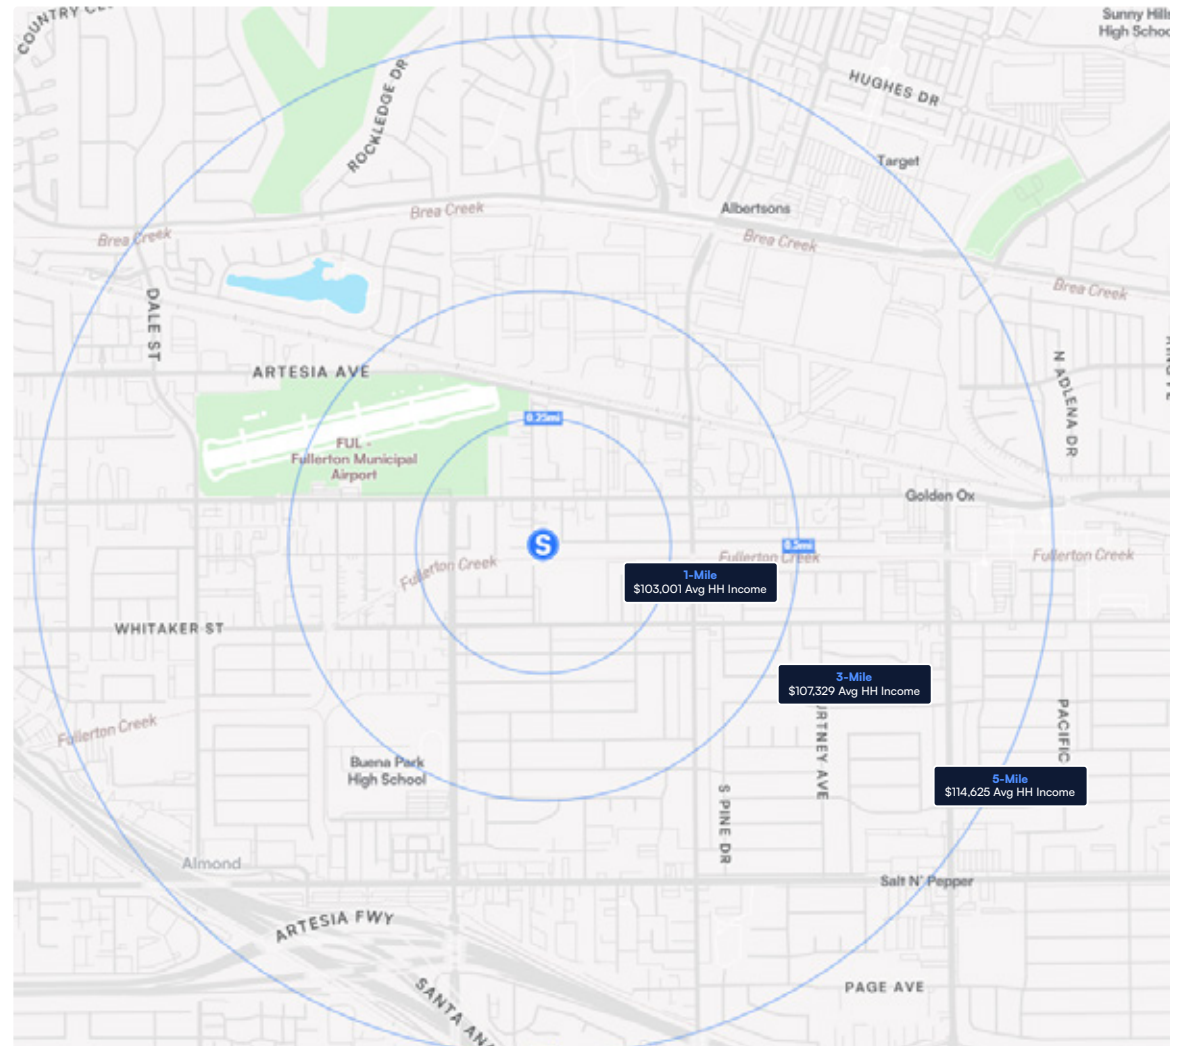 COUNTRY
Sunny Hills
High School
ROCKLEDGE DR
HUGHES DR
Target
Brea Creek
Albertsons
Brea Creek
Brea Creek
Brea Creek
DALE ST
ARTESIA AVE
N ADLENA DR
0.25mi
FUL -
Fullerton Municipal
Airport
Golden Ox
S
0.5mi
Fullerton Creek
Fullerton Creek
Fullerton Creek
1-Mile
$103,001 Avg HH Income
WHITAKER ST
3-Mile
$107,329 Avg HH Income
URTNEY AVE
PACIFIC
Fullerton Creek
Buena Park
High School
5-Mile
$114,625 Avg HH Income
S PINE DR
Almond
Salt N' Pepper
ARTESIA FWY
SANTA ANA
PAGE AVE